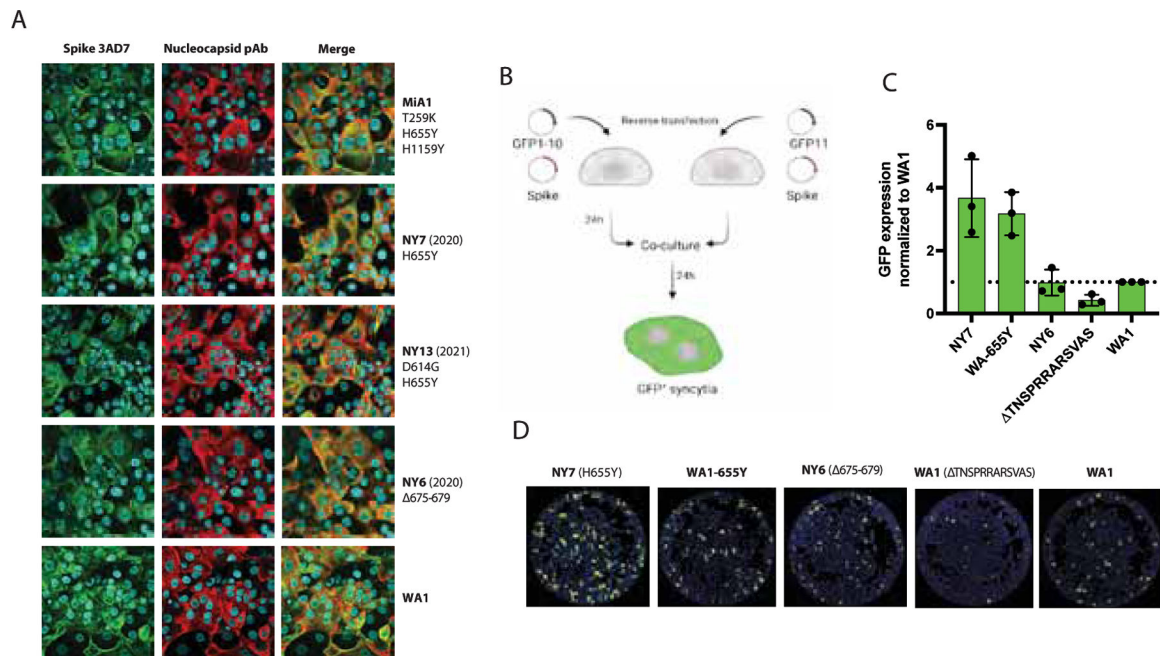 A
Spike 3AD7
Nucleocapsid pAb
Merge
MiA1
T259K
H655Y
H1159Y
NY7 (2020)
H655Y
NY13 (2021)
D614G
H655Y
NY6 (2020)
Δ675-679
WA1
B
Reverse transfection
GFP1-10
GFP11
Spike
Spike
24h
Co-culture
24h
GFP⁺ syncytia
C
GFP expression
normalized to WA1
6
4
2
0
NY7
WA-655Y
NY6
ΔTNSPRRARSVAS
WA1
D
NY7 (H655Y)
WA1-655Y
NY6 (Δ675-679)
WA1 (ΔTNSPRRARSVAS)
WA1